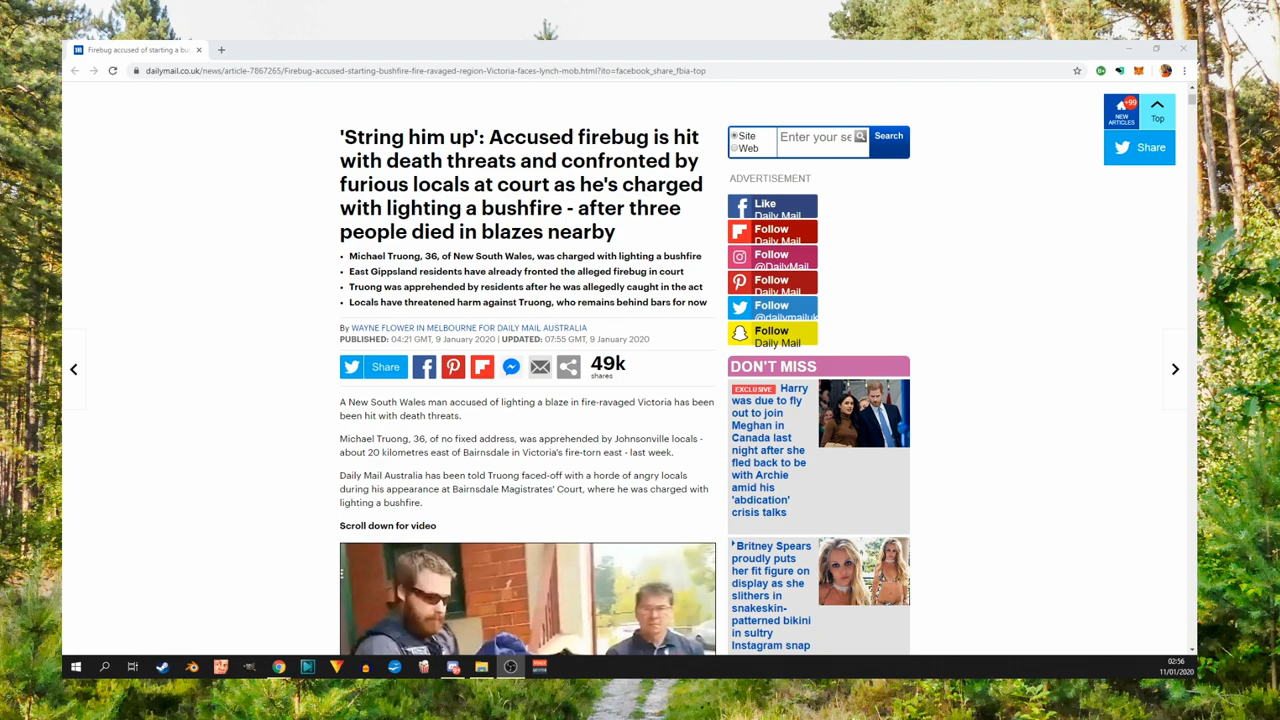 Firebug accused of starting a bu
dailymail.co.uk/news/article-7867265/Firebug-accused-starting-bushfire-fire-ravaged-region-Victoria-faces-lynch-mob.html?ito=facebook_share_fbia-top
+99
NEW
ARTICLES
Top
Share
'String him up': Accused firebug is hit
with death threats and confronted by
furious locals at court as he's charged
with lighting a bushfire - after three
people died in blazes nearby
• Michael Truong, 36, of New South Wales, was charged with lighting a bushfire
• East Gippsland residents have already fronted the alleged firebug in court
• Truong was apprehended by residents after he was allegedly caught in the act
• Locals have threatened harm against Truong, who remains behind bars for now
By WAYNE FLOWER IN MELBOURNE FOR DAILY MAIL AUSTRALIA
PUBLISHED: 04:21 GMT, 9 January 2020 | UPDATED: 07:55 GMT, 9 January 2020
Share
49k
shares
A New South Wales man accused of lighting a blaze in fire-ravaged Victoria has been
been hit with death threats.
Michael Truong, 36, of no fixed address, was apprehended by Johnsonville locals -
about 20 kilometres east of Bairnsdale in Victoria's fire-torn east - last week.
Daily Mail Australia has been told Truong faced-off with a horde of angry locals
during his appearance at Bairnsdale Magistrates' Court, where he was charged with
lighting a bushfire.
Scroll down for video
Site
Web
Enter your se
Search
ADVERTISEMENT
Like
Daily Mail
Follow
Daily Mail
Follow
@DailyMail
Follow
Daily Mail
Follow
@dailymailuk
Follow
Daily Mail
DON'T MISS
EXCLUSIVE Harry
was due to fly
out to join
Meghan in
Canada last
night after she
fled back to be
with Archie
amid his
'abdication'
crisis talks
Britney Spears
proudly puts
her fit figure on
display as she
slithers in
snakeskin-
patterned bikini
in sultry
Instagram snap
02:56
11/01/2020